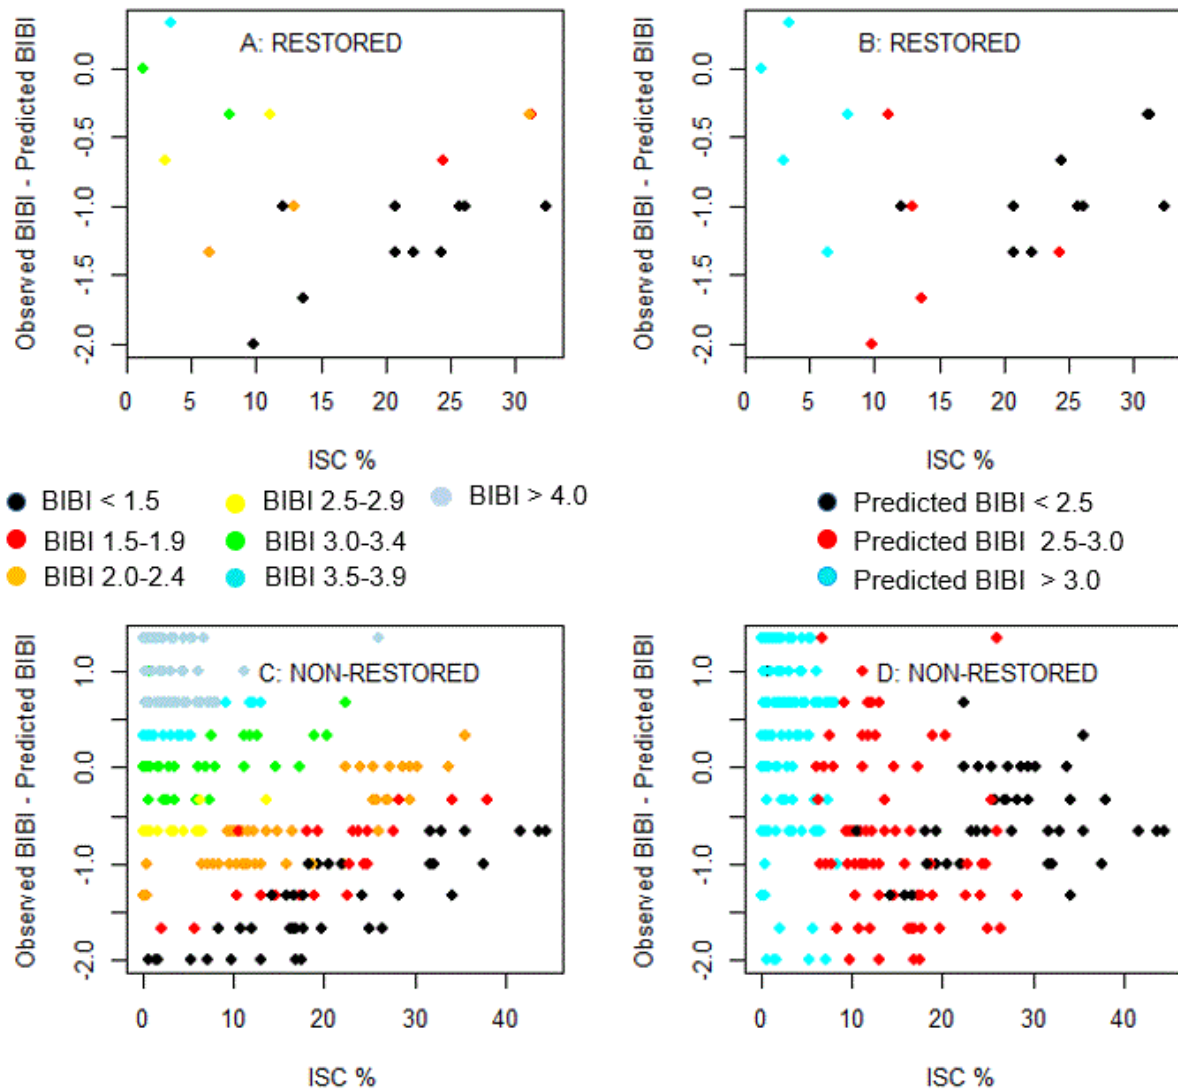 A: RESTORED
Observed BIBI - Predicted BIBI
0.0
-0.5
-1.0
-1.5
-2.0
0 5 10 15 20 25 30
ISC %
B: RESTORED
Observed BIBI - Predicted BIBI
0.0
-0.5
-1.0
-1.5
-2.0
0 5 10 15 20 25 30
ISC %
BIBI < 1.5
BIBI 1.5-1.9
BIBI 2.0-2.4
BIBI 2.5-2.9
BIBI 3.0-3.4
BIBI 3.5-3.9
BIBI > 4.0
Predicted BIBI < 2.5
Predicted BIBI 2.5-3.0
Predicted BIBI > 3.0
C: NON-RESTORED
Observed BIBI - Predicted BIBI
1.0
0.0
-1.0
-2.0
0 10 20 30 40
ISC %
D: NON-RESTORED
Observed BIBI - Predicted BIBI
1.0
0.0
-1.0
-2.0
0 10 20 30 40
ISC %